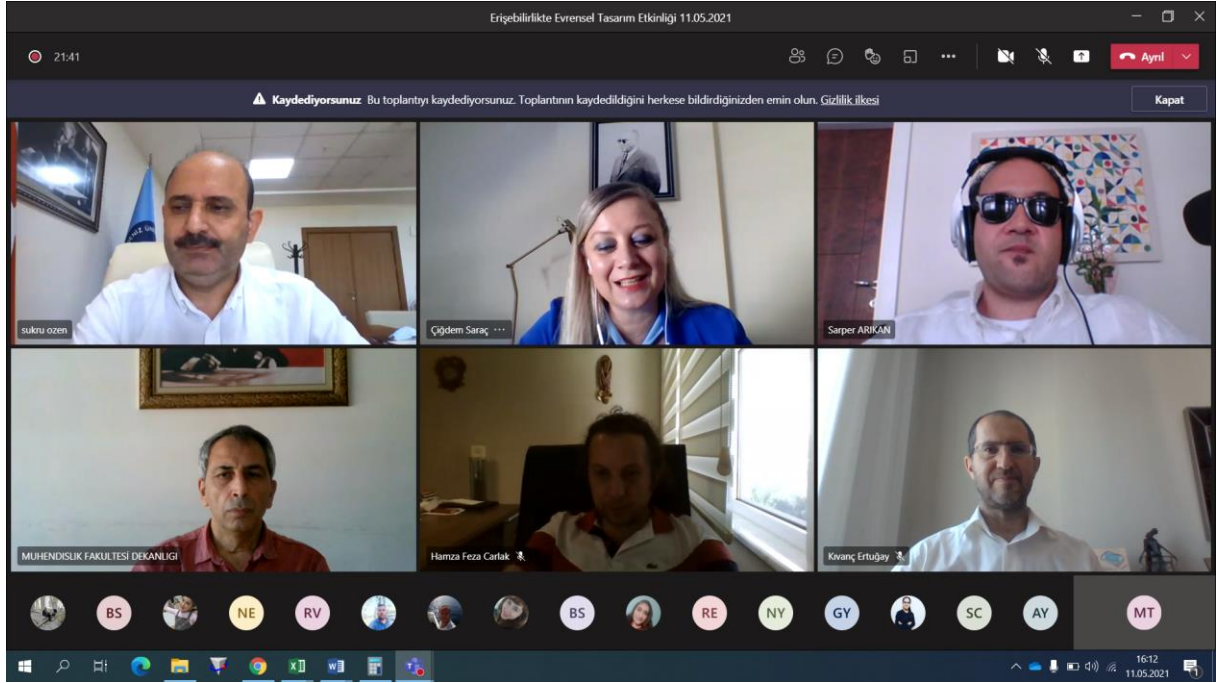 Erişebilirlikte Evrensel Tasarım Etkinliği 11.05.2021
21:41
Ayrıl
Kaydediyorsunuz Bu toplantıyı kaydediyorsunuz. Toplantının kaydedildiğini herkese bildirdiğinizden emin olun. Gizlilik ilkesi
Kapat
sukru ozen
Çiğdem Saraç ...
Sarper ARIKAN
MUHENDISLIK FAKULTESİ DEKANLIGI
Hamza Feza Carlak
Kıvanç Ertuğay
BS
NE
RV
BS
RE
NY
GY
SC
AY
MT
16:12
11.05.2021
1